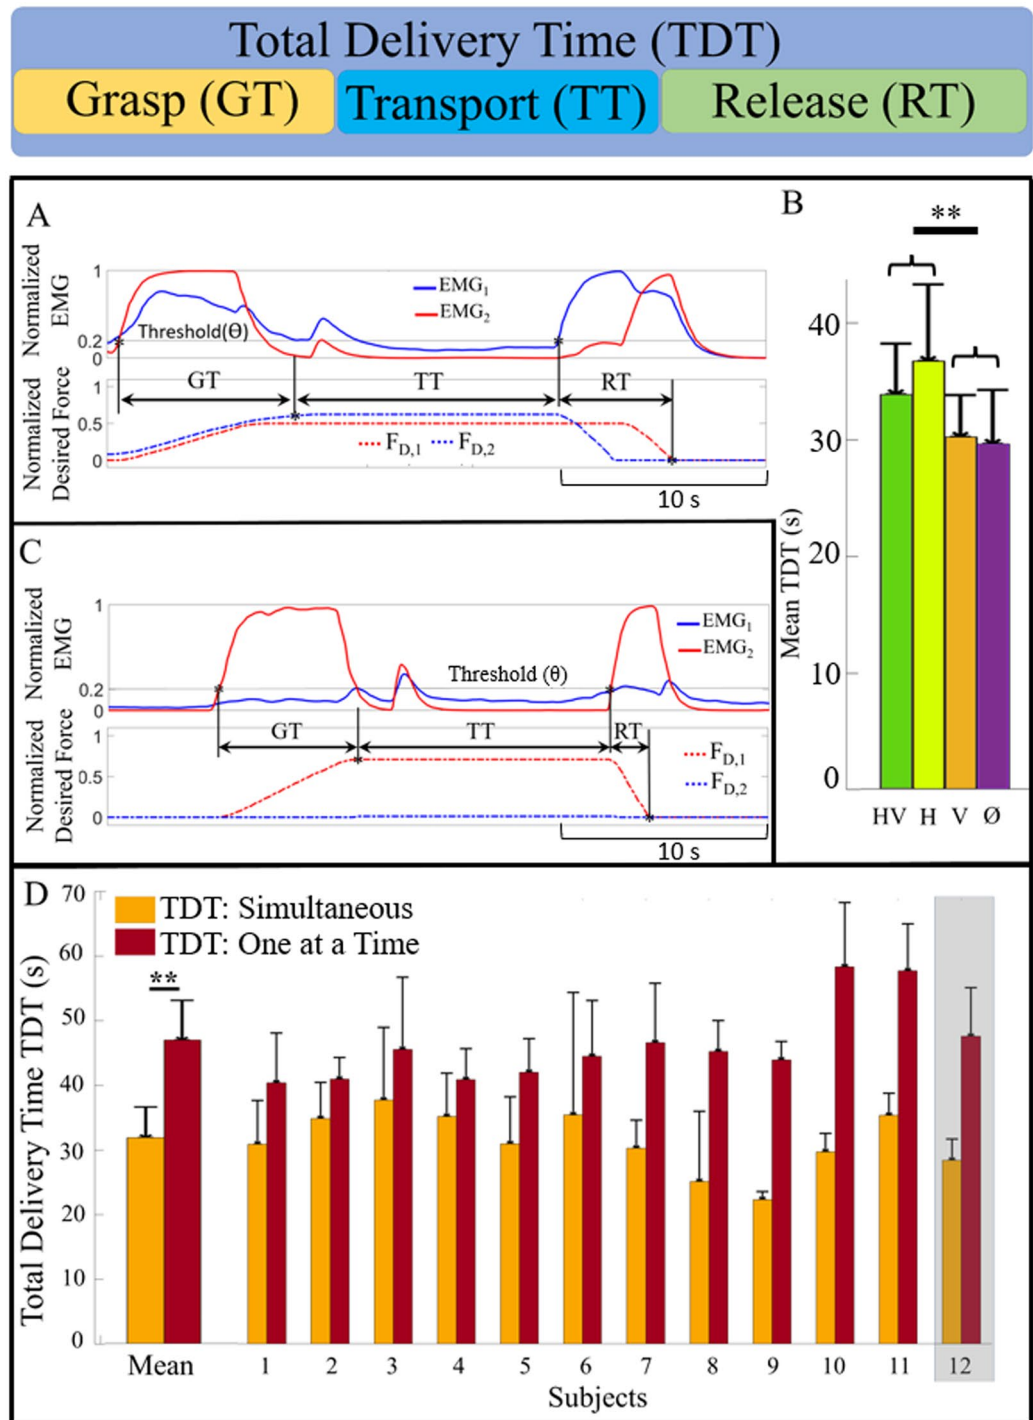 Total Delivery Time (TDT)
Grasp (GT) Transport (TT) Release (RT)
A
Normalized EMG
1
0.2
0
Threshold(Θ)
EMG₁
EMG₂
GT TT RT
Normalized Desired Force
1
0.5
0
F_D,1 F_D,2
10 s
B
**
Mean TDT (s)
40
30
20
10
0
HV H V Ø
C
Normalized EMG
1
0.2
0
Threshold (θ)
EMG₁
EMG₂
GT TT RT
Normalized Desired Force
1
0.5
0
F_D,1
F_D,2
10 s
D
Total Delivery Time TDT (s)
70
60
50
40
30
20
10
0
TDT: Simultaneous
TDT: One at a Time
**
Mean 1 2 3 4 5 6 7 8 9 10 11 12
Subjects